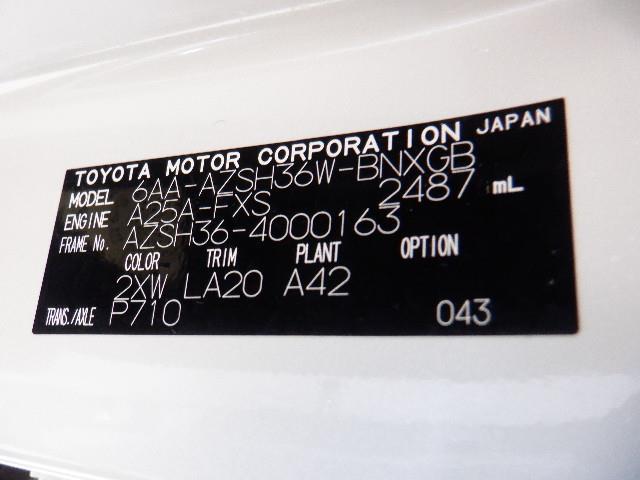 TOYOTA MOTOR CORPORATION JAPAN
MODEL 6AA-AZSH36W-BNXGB
ENGINE A25A-FXS 2487 mL
FRAME No. AZSH36-4000163
COLOR TRIM PLANT OPTION
2XW LA20 A42
TRANS./AXLE P710 043